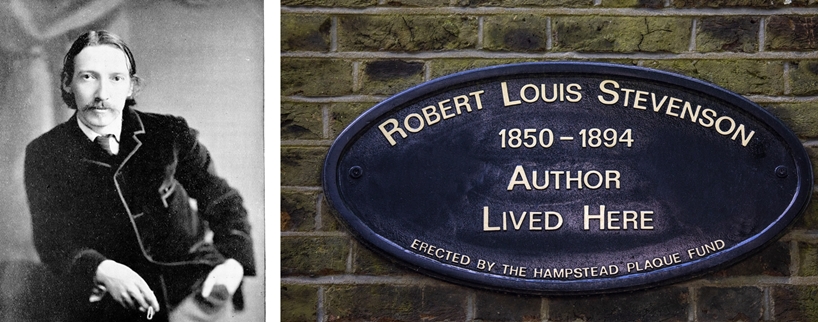 ROBERT LOUIS STEVENSON
1850–1894
AUTHOR
LIVED HERE
ERECTED BY THE HAMPSTEAD PLAQUE FUND